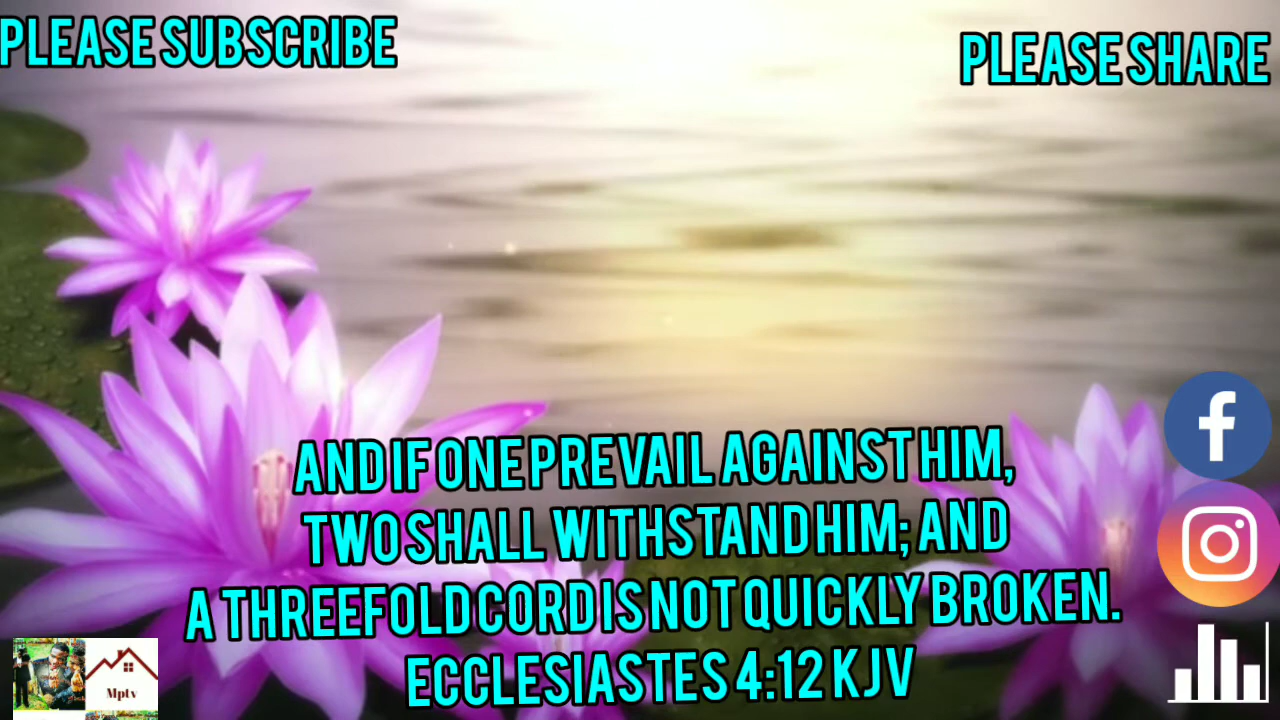 PLEASE SUBSCRIBE
PLEASE SHARE
AND IF ONE PREVAIL AGAINST HIM,
TWO SHALL WITHSTAND HIM; AND
A THREEFOLD CORD IS NOT QUICKLY BROKEN.
ECCLESIASTES 4:12 KJV
Mptv